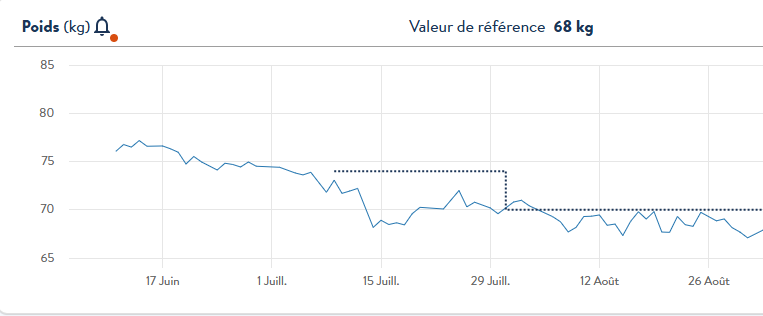 Poids (kg) Valeur de référence 68 kg
85
80
75
70
65
17 Juin 1 Juill. 15 Juill. 29 Juill. 12 Août 26 Août